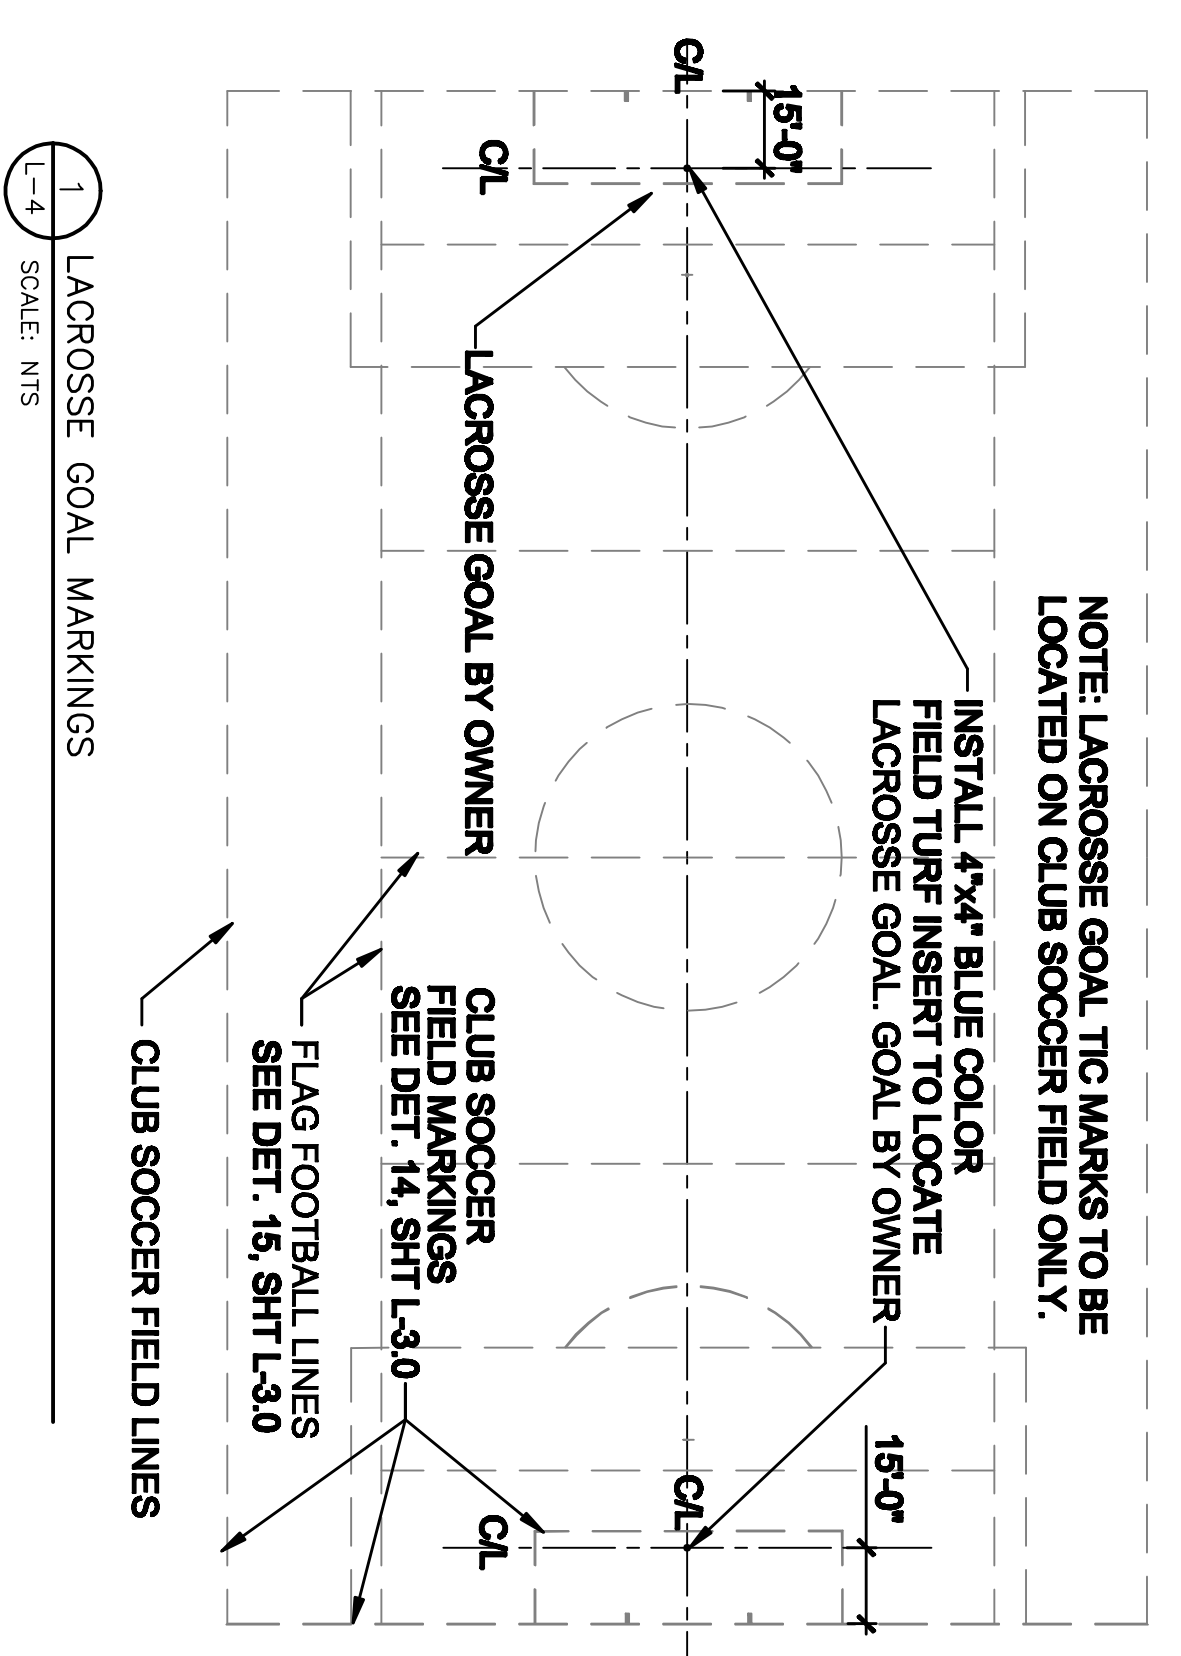 NOTE: LACROSSE GOAL TIC MARKS TO BE
LOCATED ON CLUB SOCCER FIELD ONLY.
INSTALL 4"x4" BLUE COLOR
FIELD TURF INSERT TO LOCATE
LACROSSE GOAL. GOAL BY OWNER
15'-0"
15'-0"
C/L
C/L
C/L
C/L
LACROSSE GOAL BY OWNER
CLUB SOCCER
FIELD MARKINGS
SEE DET. 14, SHT L-3.0
FLAG FOOTBALL LINES
SEE DET. 15, SHT L-3.0
CLUB SOCCER FIELD LINES
1
L-4
LACROSSE GOAL MARKINGS
SCALE: NTS